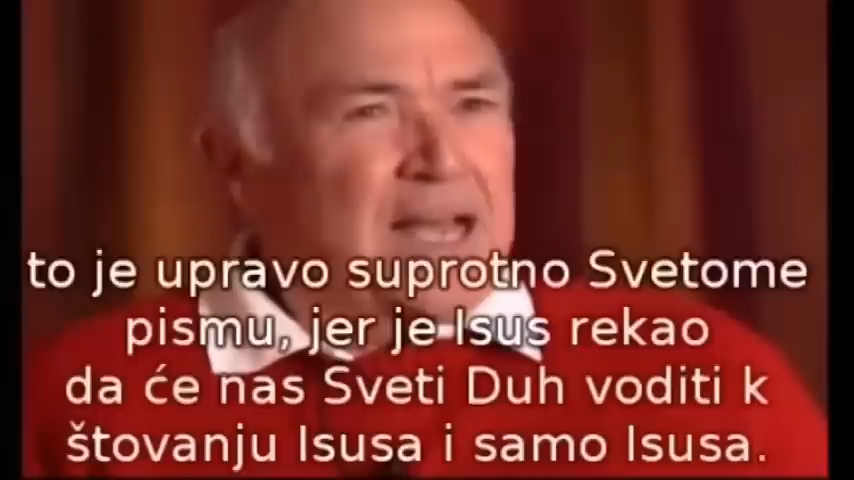 to je upravo suprotno Svetome
pismu, jer je Isus rekao
da će nas Sveti Duh voditi k
štovanju Isusa i samo Isusa.